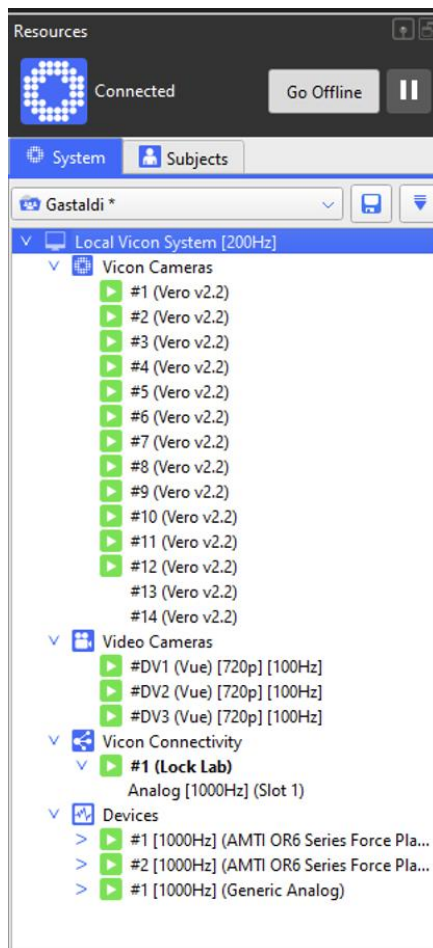 Resources
Connected
Go Offline
System
Subjects
Gastaldi *
Local Vicon System [200Hz]
Vicon Cameras
#1 (Vero v2.2)
#2 (Vero v2.2)
#3 (Vero v2.2)
#4 (Vero v2.2)
#5 (Vero v2.2)
#6 (Vero v2.2)
#7 (Vero v2.2)
#8 (Vero v2.2)
#9 (Vero v2.2)
#10 (Vero v2.2)
#11 (Vero v2.2)
#12 (Vero v2.2)
#13 (Vero v2.2)
#14 (Vero v2.2)
Video Cameras
#DV1 (Vue) [720p] [100Hz]
#DV2 (Vue) [720p] [100Hz]
#DV3 (Vue) [720p] [100Hz]
Vicon Connectivity
#1 (Lock Lab)
Analog [1000Hz] (Slot 1)
Devices
#1 [1000Hz] (AMTI OR6 Series Force Pla...
#2 [1000Hz] (AMTI OR6 Series Force Pla...
#1 [1000Hz] (Generic Analog)